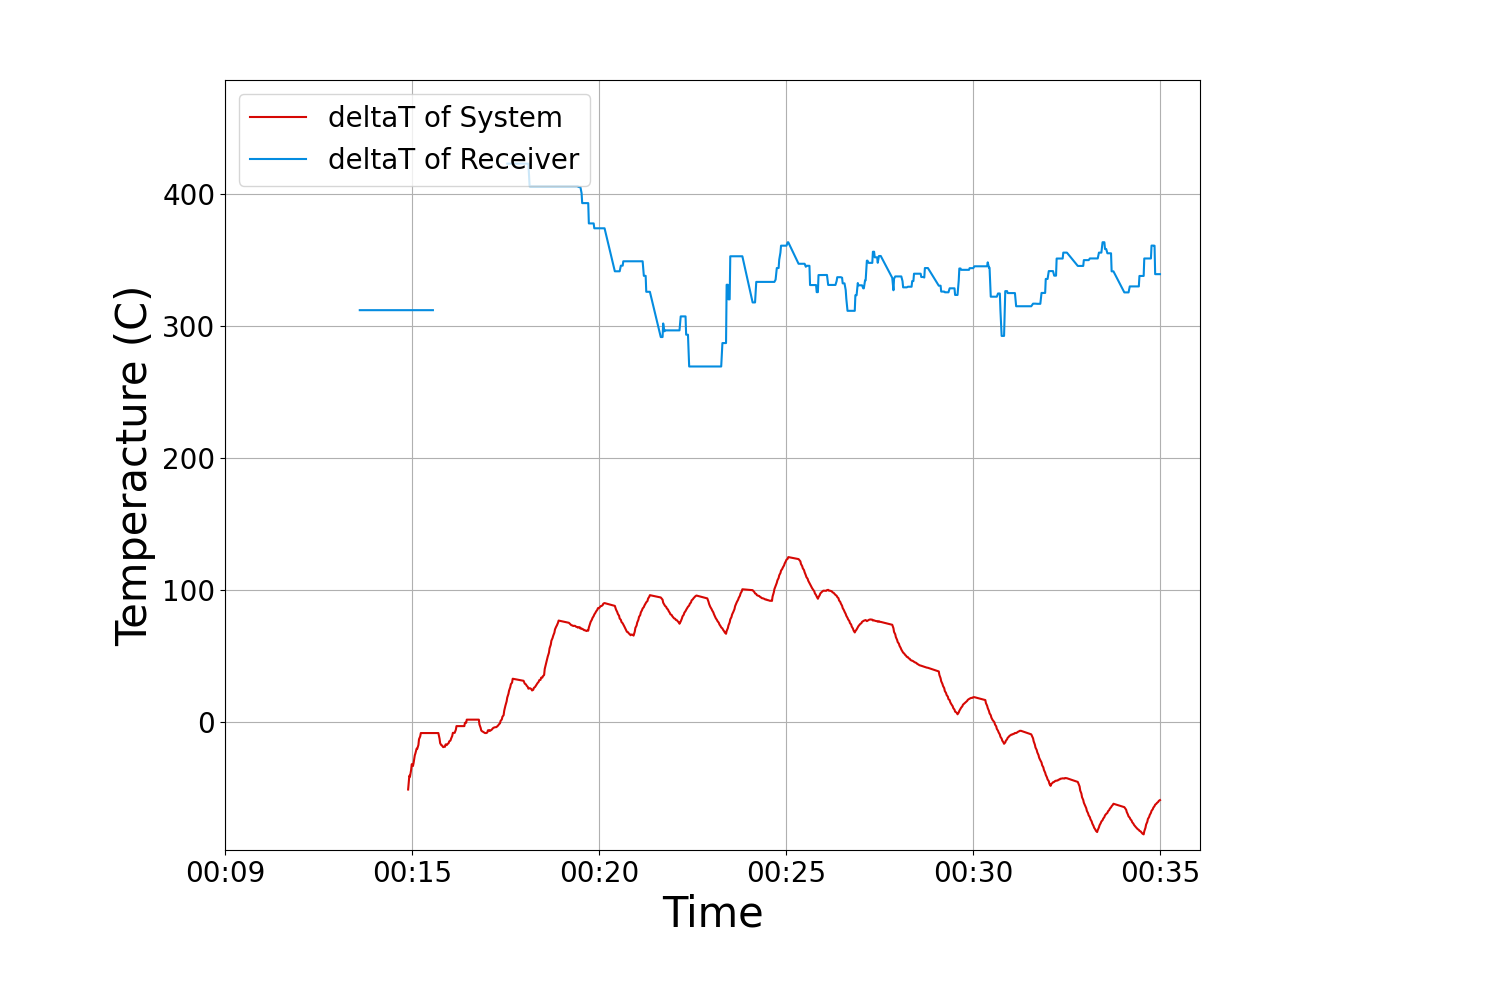 deltaT of System
deltaT of Receiver
400
300
200
100
0
Temperacture (C)
00:09 00:15 00:20 00:25 00:30 00:35
Time